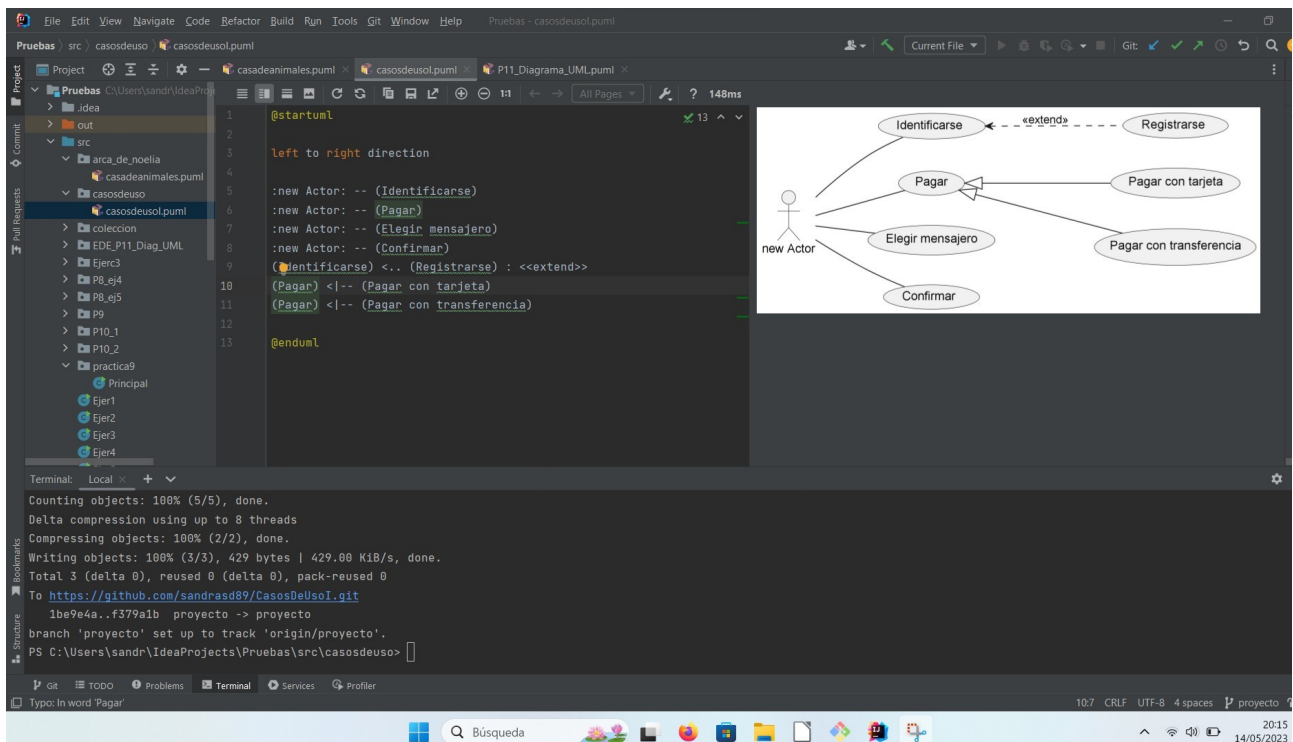 File Edit View Navigate Code Refactor Build Run Tools Git Window Help Pruebas - casosdeusol.puml
Pruebas src casosdeuso casosdeusol.puml Current File Git:
Project casadeanimales.puml casosdeusol.puml P11_Diagrama_UML.puml
Pruebas C:\Users\sandr\IdeaProj
.idea
out
src
arca_de_noelia
casadeanimales.puml
casosdeuso
casosdeusol.puml
coleccion
EDE_P11_Diag_UML
Ejerc3
P8_ej4
P8_ej5
P9
P10_1
P10_2
practica9
Principal
Ejer1
Ejer2
Ejer3
Ejer4
Project
Commit
Pull Requests
Bookmarks
Structure
1:1 All Pages ? 148ms
13
1 @startuml
2
3 left to right direction
4
5 :new Actor: -- (Identificarse)
6 :new Actor: -- (Pagar)
7 :new Actor: -- (Elegir mensajero)
8 :new Actor: -- (Confirmar)
9 (Identificarse) <.. (Registrarse) : <<extend>>
10 (Pagar) <|-- (Pagar con tarjeta)
11 (Pagar) <|-- (Pagar con transferencia)
12
13 @enduml
Identificarse «extend» Registrarse
Pagar Pagar con tarjeta
new Actor Elegir mensajero Pagar con transferencia
Confirmar
Terminal: Local
Counting objects: 100% (5/5), done.
Delta compression using up to 8 threads
Compressing objects: 100% (2/2), done.
Writing objects: 100% (3/3), 429 bytes | 429.00 KiB/s, done.
Total 3 (delta 0), reused 0 (delta 0), pack-reused 0
To https://github.com/sandrasd89/CasosDeUsoI.git
1be9e4a..f379a1b proyecto -> proyecto
branch 'proyecto' set up to track 'origin/proyecto'.
PS C:\Users\sandr\IdeaProjects\Pruebas\src\casosdeuso>
Git TODO Problems Terminal Services Profiler
Typo: In word 'Pagar' 10:7 CRLF UTF-8 4 spaces proyecto
Búsqueda 20:15
14/05/2023